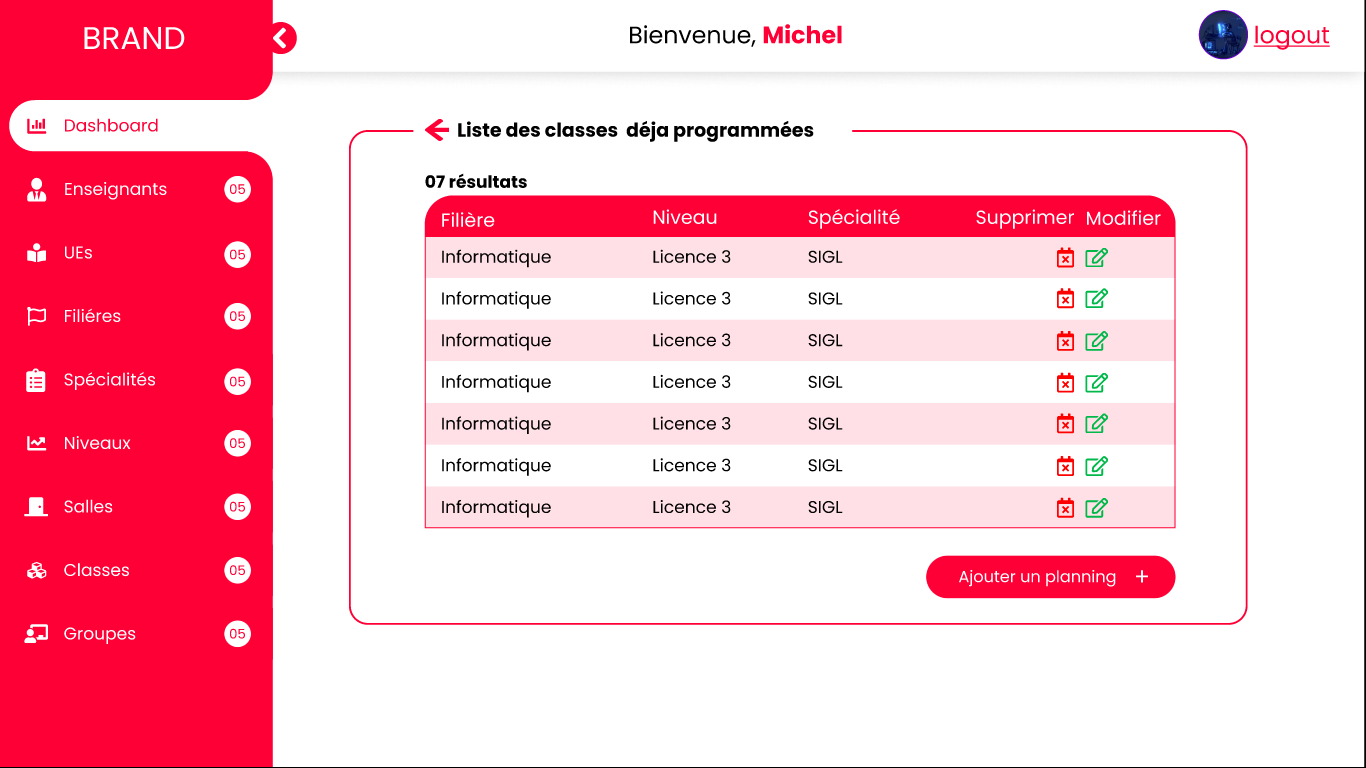 BRAND
Bienvenue, Michel
logout
Dashboard
Enseignants 05
UEs 05
Filiéres 05
Spécialités 05
Niveaux 05
Salles 05
Classes 05
Groupes 05
Liste des classes déja programmées
07 résultats
Filière Niveau Spécialité Supprimer Modifier
Informatique Licence 3 SIGL
Informatique Licence 3 SIGL
Informatique Licence 3 SIGL
Informatique Licence 3 SIGL
Informatique Licence 3 SIGL
Informatique Licence 3 SIGL
Informatique Licence 3 SIGL
Ajouter un planning +